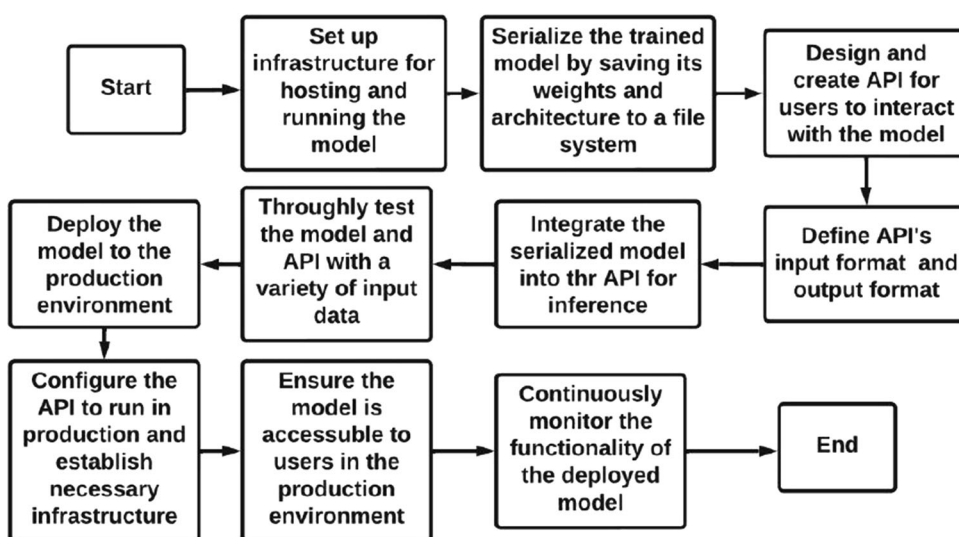 Start
Set up
infrastructure for
hosting and
running the
model
Serialize the trained
model by saving its
weights and
architecture to a file
system
Design and
create API for
users to interact
with the model
Define API's
input format and
output format
Integrate the
serialized model
into thr API for
inference
Throughly test
the model and
API with a
variety of input
data
Deploy the
model to the
production
environment
Configure the
API to run in
production and
establish
necessary
infrastructure
Ensure the
model is
accessuble to
users in the
production
environment
Continuously
monitor the
functionality of
the deployed
model
End